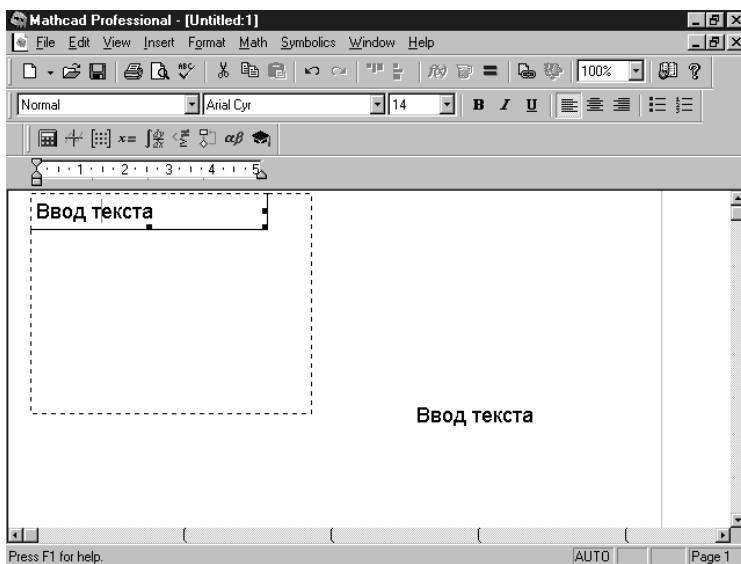 Mathcad Professional - [Untitled:1]
File Edit View Insert Format Math Symbolics Window Help
100%
Normal Arial Cyr 14 B I U
x= αβ
1 2 3 4 5
Ввод текста
Ввод текста
Press F1 for help. AUTO Page 1